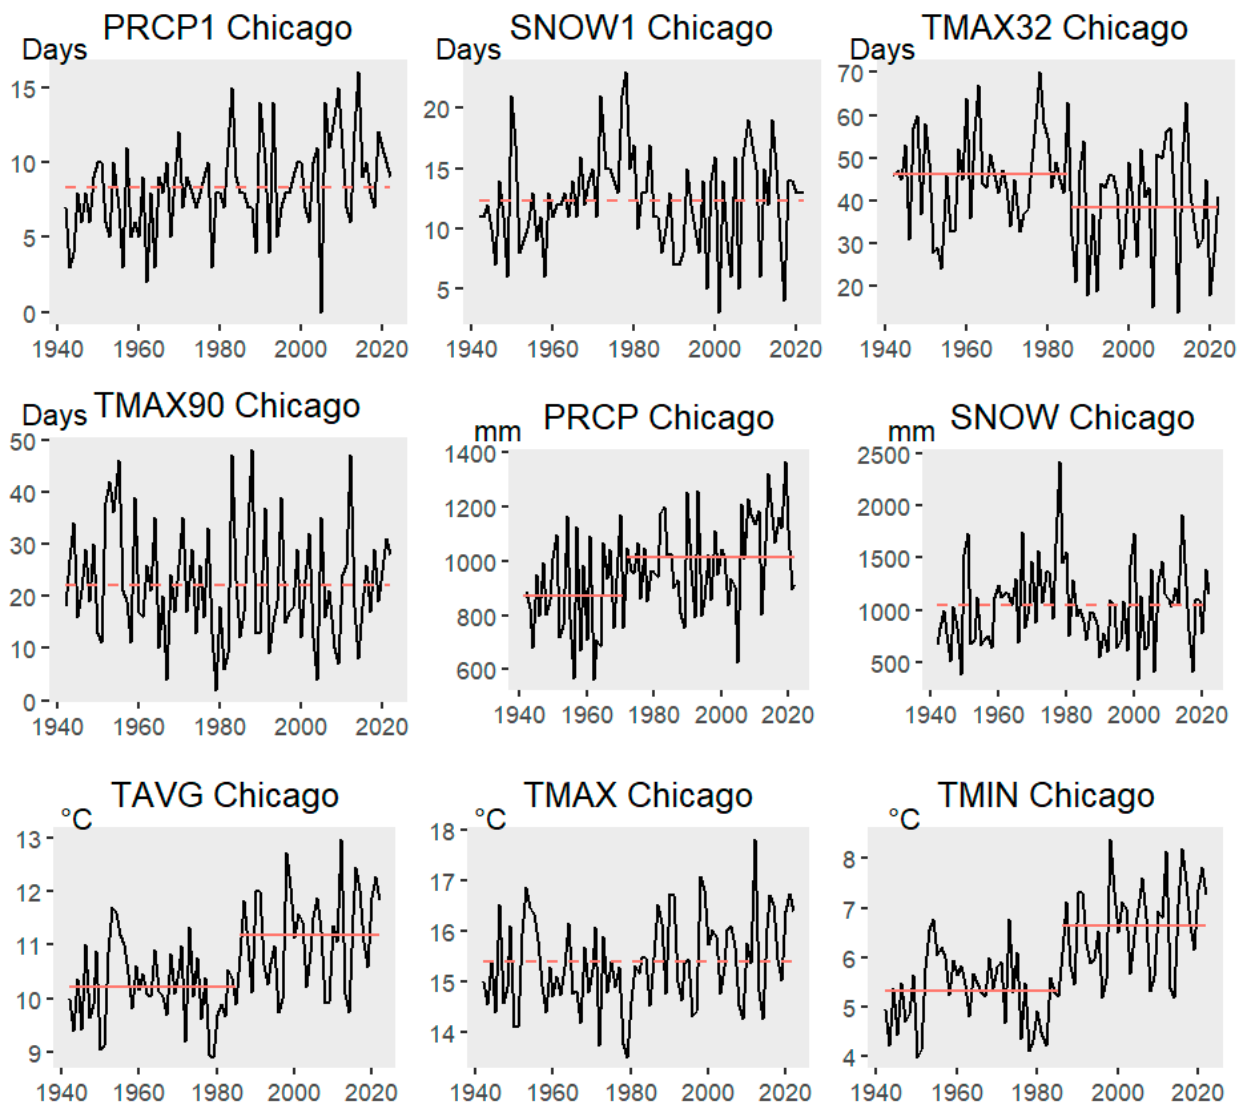 PRCP1 Chicago
Days
15
10
5
0
1940 1960 1980 2000 2020
SNOW1 Chicago
Days
20
15
10
5
1940 1960 1980 2000 2020
TMAX32 Chicago
Days
70
60
50
40
30
20
1940 1960 1980 2000 2020
TMAX90 Chicago
Days
50
40
30
20
10
0
1940 1960 1980 2000 2020
PRCP Chicago
mm
1400
1200
1000
800
600
1940 1960 1980 2000 2020
SNOW Chicago
mm
2500
2000
1500
1000
500
1940 1960 1980 2000 2020
TAVG Chicago
°C
13
12
11
10
9
1940 1960 1980 2000 2020
TMAX Chicago
°C
18
17
16
15
14
1940 1960 1980 2000 2020
TMIN Chicago
°C
8
7
6
5
4
1940 1960 1980 2000 2020